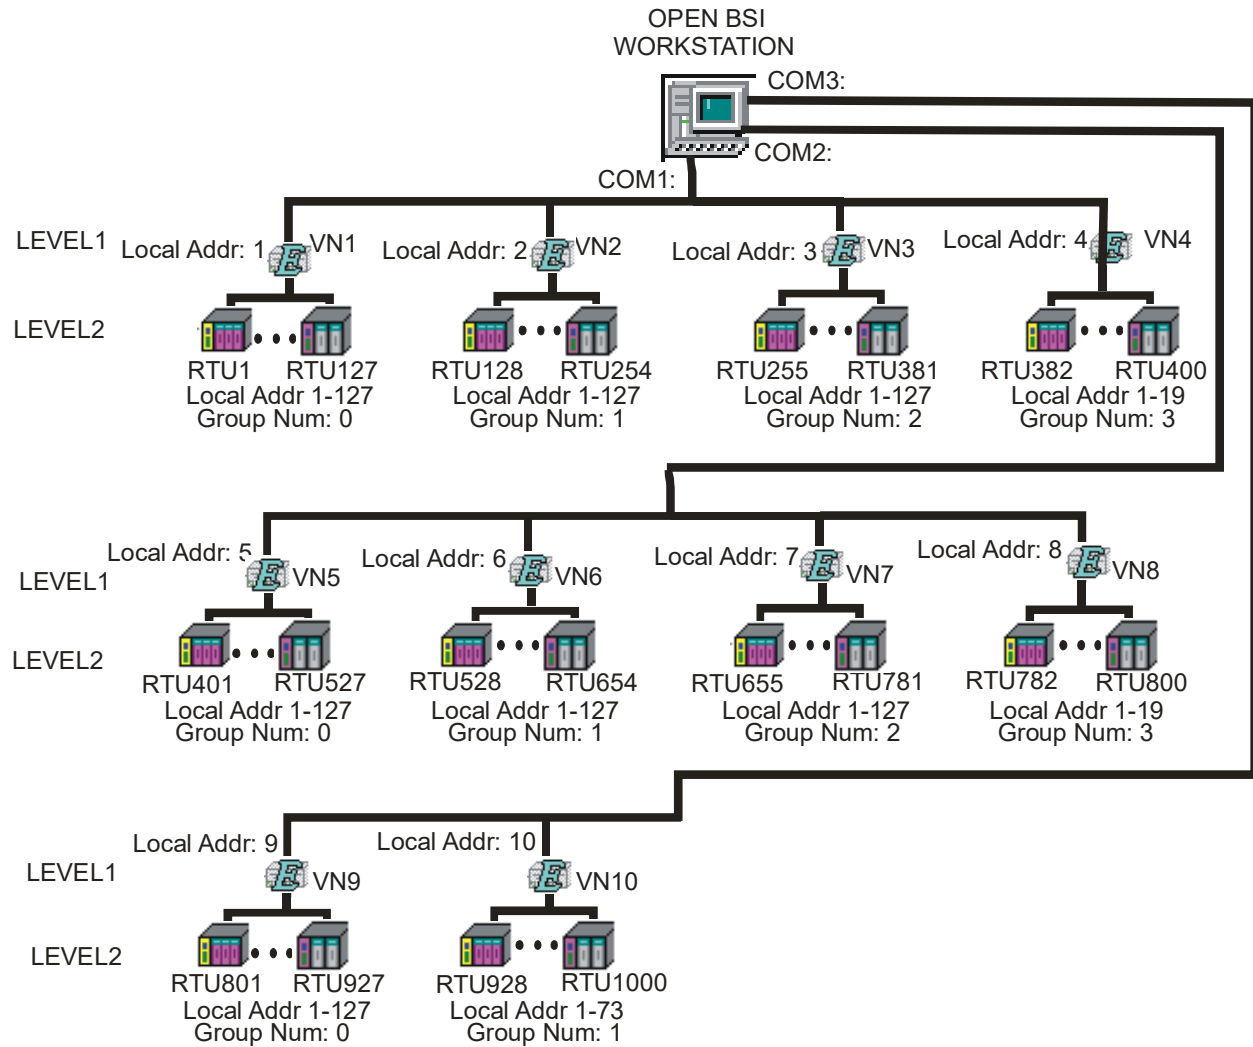 OPEN BSI
WORKSTATION
COM3:
COM2:
COM1:
LEVEL1
Local Addr: 1
E
VN1
Local Addr: 2
E
VN2
Local Addr: 3
E
VN3
Local Addr: 4
E
VN4
LEVEL2
RTU1
RTU127
RTU128
RTU254
RTU255
RTU381
RTU382
RTU400
Local Addr 1-127
Local Addr 1-127
Local Addr 1-127
Local Addr 1-19
Group Num: 0
Group Num: 1
Group Num: 2
Group Num: 3
LEVEL1
Local Addr: 5
E
VN5
Local Addr: 6
E
VN6
Local Addr: 7
E
VN7
Local Addr: 8
E
VN8
LEVEL2
RTU401
RTU527
RTU528
RTU654
RTU655
RTU781
RTU782
RTU800
Local Addr 1-127
Local Addr 1-127
Local Addr 1-127
Local Addr 1-19
Group Num: 0
Group Num: 1
Group Num: 2
Group Num: 3
LEVEL1
Local Addr: 9
E
VN9
Local Addr: 10
E
VN10
LEVEL2
RTU801
RTU927
RTU928
RTU1000
Local Addr 1-127
Local Addr 1-73
Group Num: 0
Group Num: 1